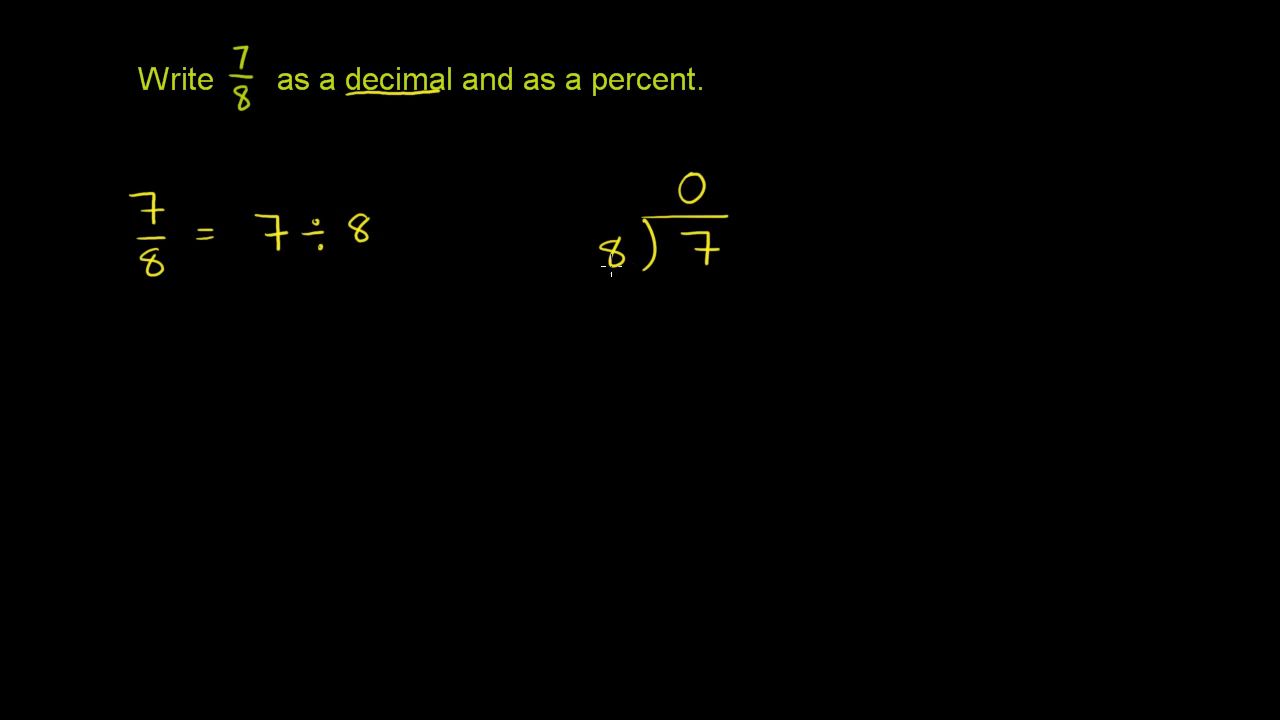 Write 7/8 as a decimal and as a percent.
7/8 = 7 ÷ 8
0
8 ) 7